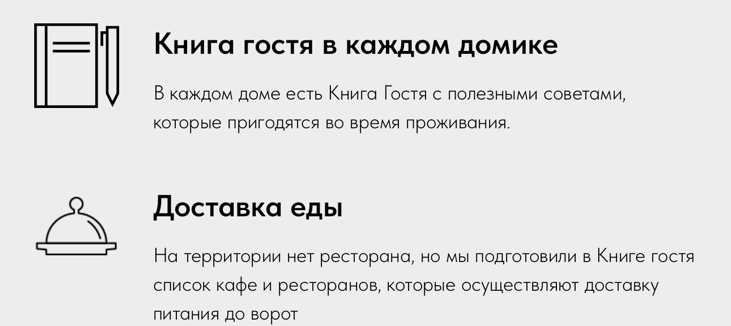 Книга гостя в каждом домике
В каждом доме есть Книга Гостя с полезными советами,
которые пригодятся во время проживания.
Доставка еды
На территории нет ресторана, но мы подготовили в Книге гостя
список кафе и ресторанов, которые осуществляют доставку
питания до ворот